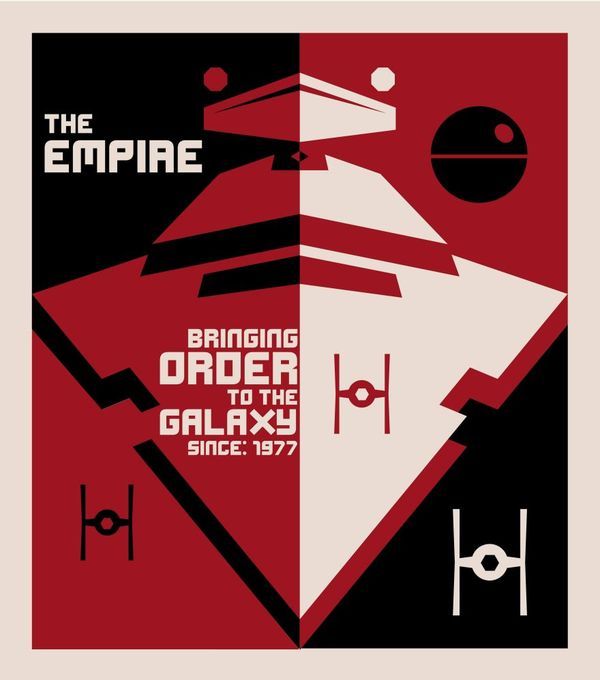 THE
EMPIRE
BRINGING
ORDER
TO THE
GALAXY
SINCE: 1977